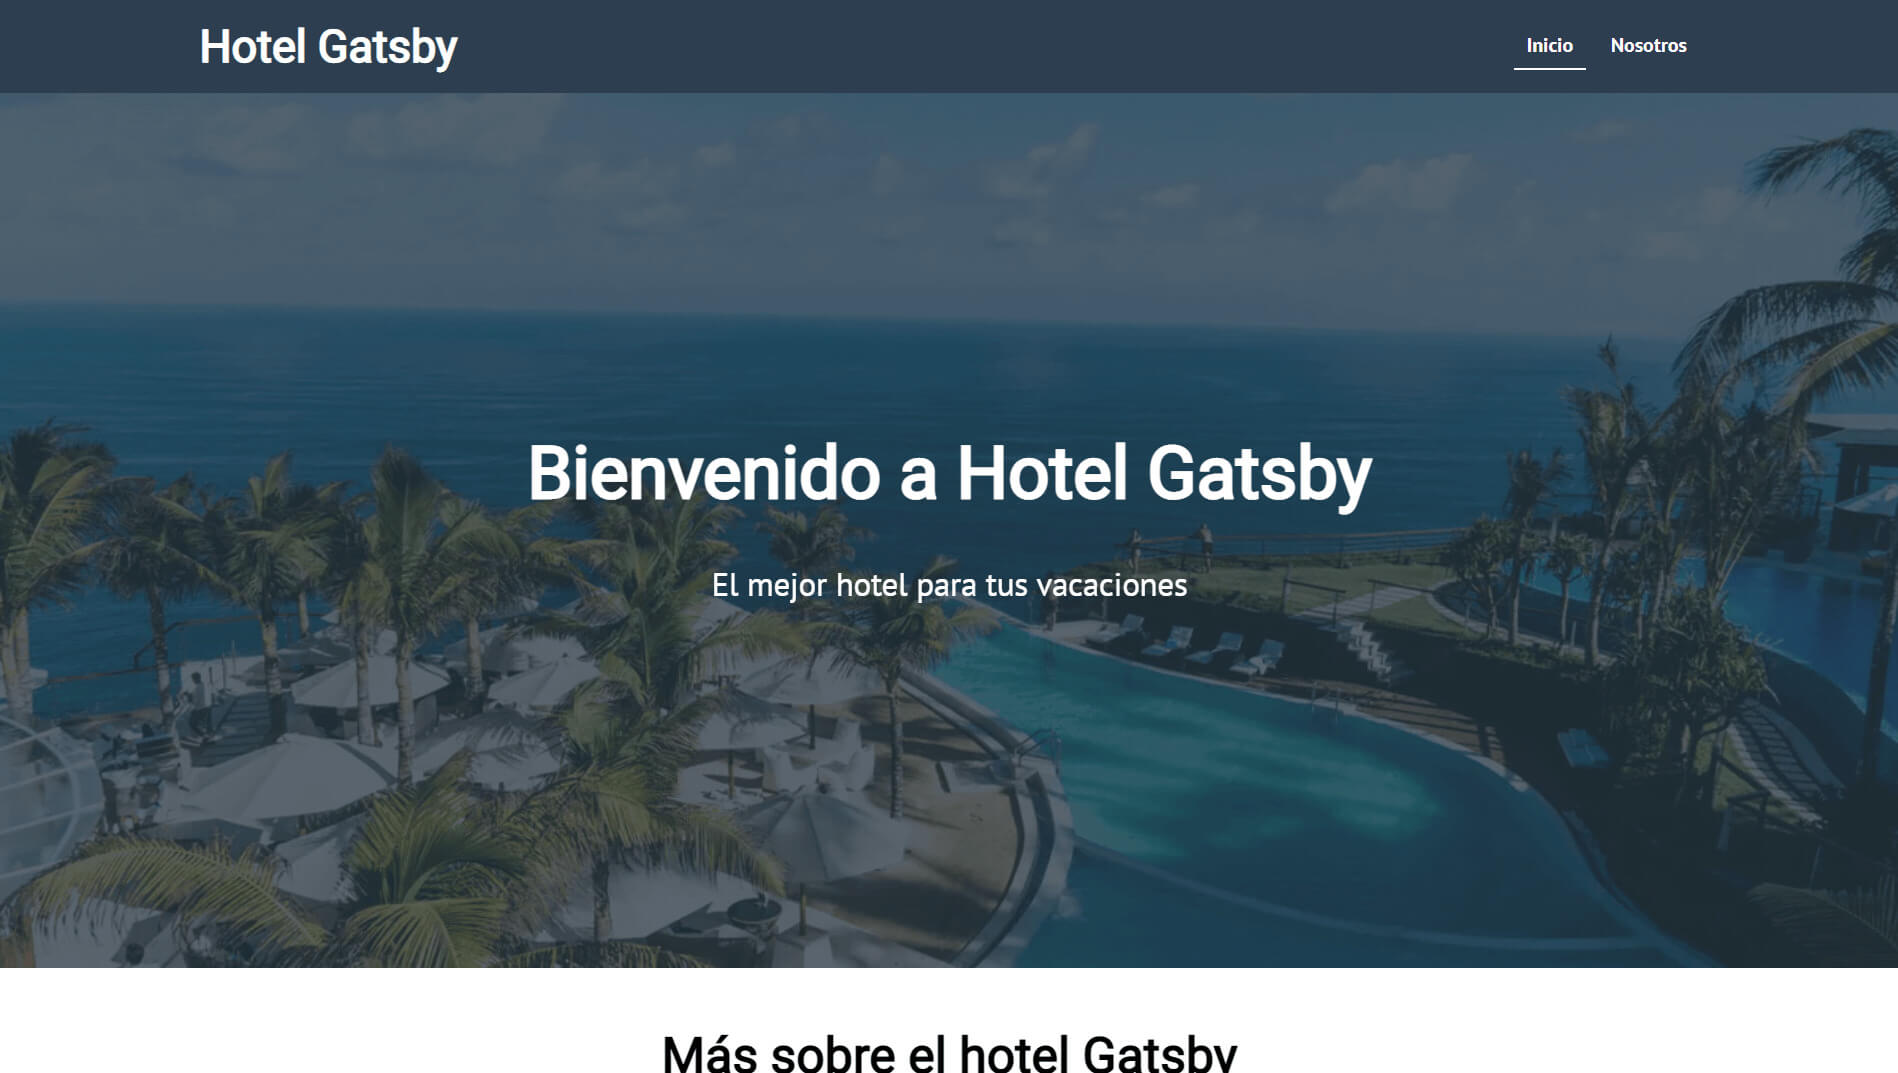 Hotel Gatsby
Inicio Nosotros
Bienvenido a Hotel Gatsby
El mejor hotel para tus vacaciones
Más sobre el hotel Gatsby